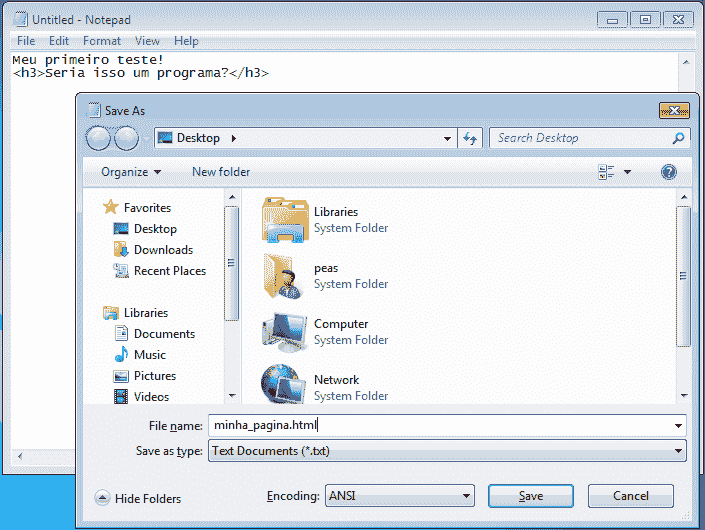 Untitled - Notepad
File Edit Format View Help
Meu primeiro teste!
<h3>Seria isso um programa?</h3>
Save As
Desktop
Search Desktop
Organize New folder
Favorites
Desktop
Downloads
Recent Places
Libraries
Documents
Music
Pictures
Videos
Libraries
System Folder
peas
System Folder
Computer
System Folder
Network
System Folder
File name: minha_pagina.html
Save as type: Text Documents (*.txt)
Hide Folders Encoding: ANSI Save Cancel